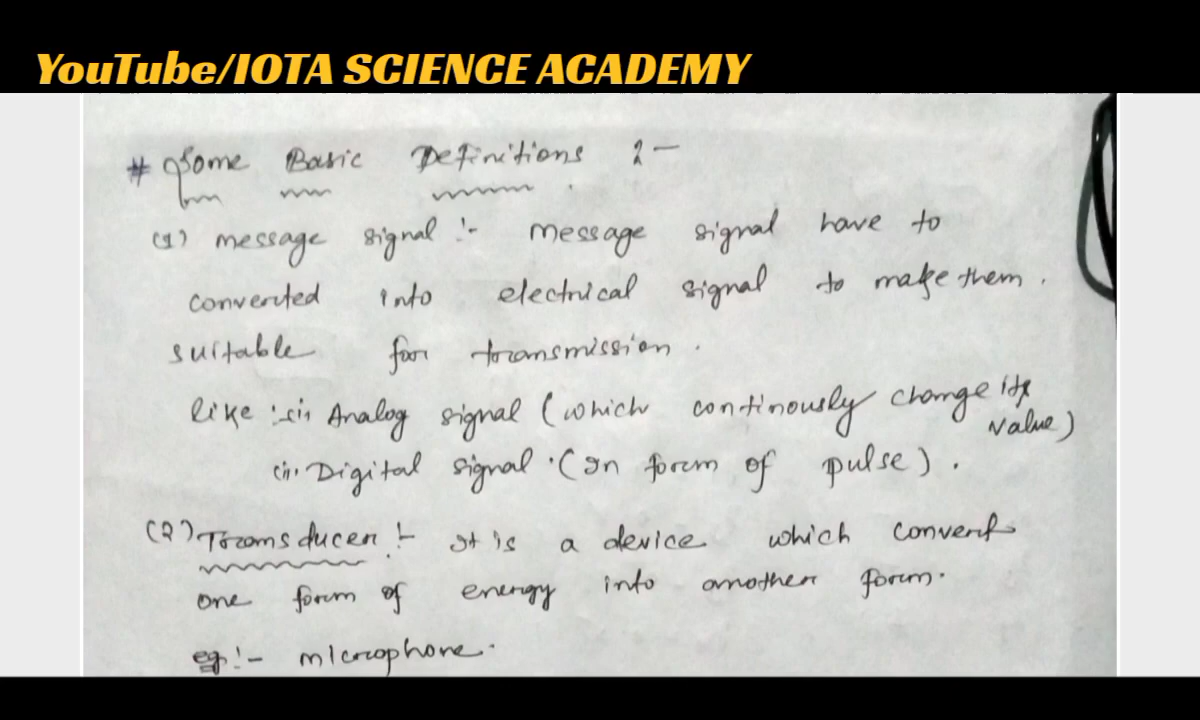 YouTube/IOTA SCIENCE ACADEMY
# Some Basic Definitions :-
(1) message signal :- message signal have to
converted into electrical signal to make them.
suitable for transmission.
like :- (i) Analog signal (which continously change its value)
(ii) Digital signal. (In form of pulse).
(2) Transducer :- It is a device which convert
one form of energy into another form.
eg :- microphone.